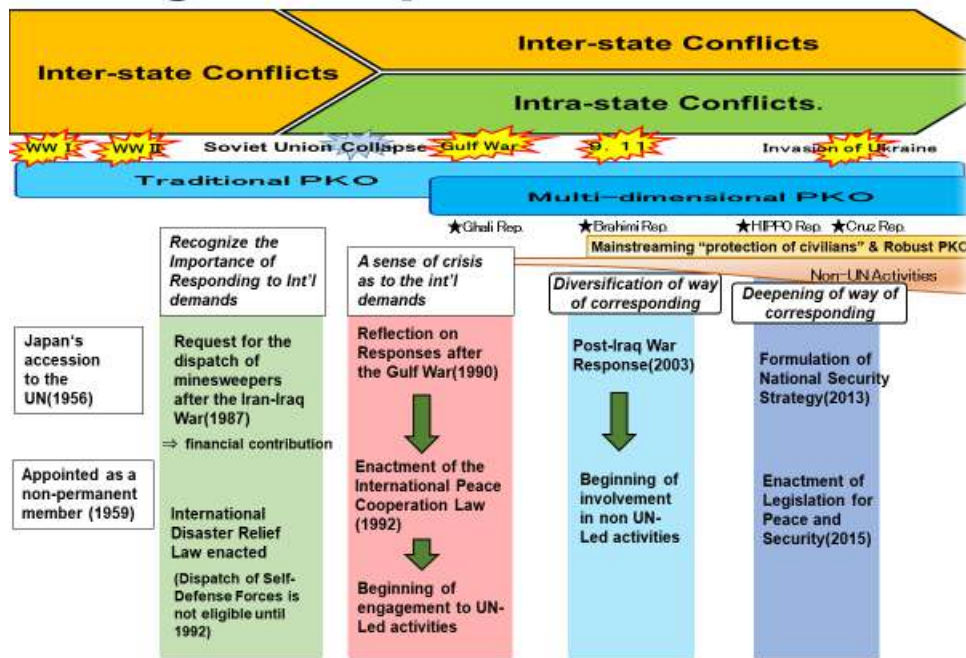 Inter-state Conflicts
Inter-state Conflicts
Intra-state Conflicts.
WW Ⅰ
WW Ⅱ
Soviet Union Collapse
Gulf War
9. 11
Invasion of Ukraine
Traditional PKO
Multi-dimensional PKO
★Ghali Rep.
★Brahimi Rep.
★HIPPO Rep.
★Cruz Rep.
Mainstreaming "protection of civilians" & Robust PKO
Non-UN Activities
Japan's
accession
to the
UN(1956)
Appointed as a
non-permanent
member (1959)
Recognize the
Importance of
Responding to Int'l
demands
Request for the
dispatch of
minesweepers
after the Iran-Iraq
War(1987)
⇒ financial contribution
International
Disaster Relief
Law enacted
(Dispatch of Self-
Defense Forces is
not eligible until
1992)
A sense of crisis
as to the int'l
demands
Reflection on
Responses after
the Gulf War(1990)
Enactment of the
International Peace
Cooperation Law
(1992)
Beginning of
engagement to UN-
Led activities
Diversification of way
of corresponding
Post-Iraq War
Response(2003)
Beginning of
involvement
in non UN-
Led activities
Deepening of way of
corresponding
Formulation of
National Security
Strategy(2013)
Enactment of
Legislation for
Peace and
Security(2015)